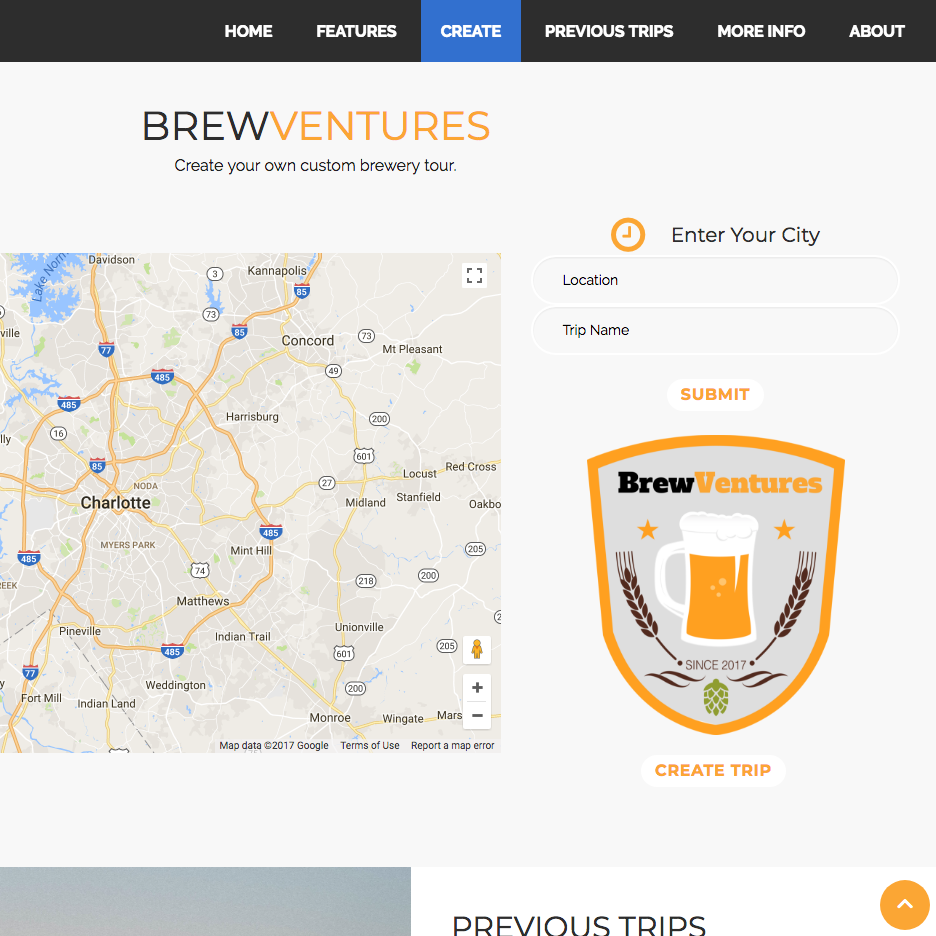 HOME FEATURES CREATE PREVIOUS TRIPS MORE INFO ABOUT
BREWVENTURES
Create your own custom brewery tour.
Enter Your City
Location
Trip Name
SUBMIT
BrewVentures
SINCE 2017
CREATE TRIP
Davidson
Lake Norm
3
Kannapolis
85
73
ville
85
73
77
Concord
Mt Pleasant
49
485
485
Harrisburg
200
16
lly
601
85
Locust
Red Cross
NODA
27
Charlotte
Midland
Stanfield
Oakbo
485
MYERS PARK
Mint Hill
205
485
74
200
218
REEK
Matthews
Unionville
Pineville
Indian Trail
205
485
601
77
Weddington
200
Fort Mill
Indian Land
Monroe
Wingate
Mars
+
−
Map data ©2017 Google Terms of Use Report a map error
PREVIOUS TRIPS